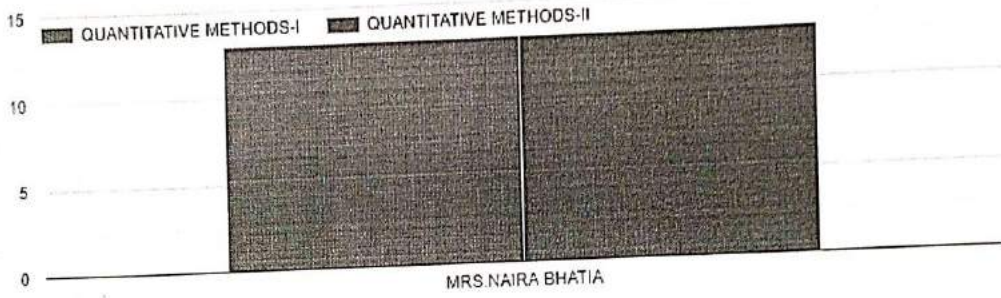 15
QUANTITATIVE METHODS-I QUANTITATIVE METHODS-II
10
5
0
MRS.NAIRA BHATIA